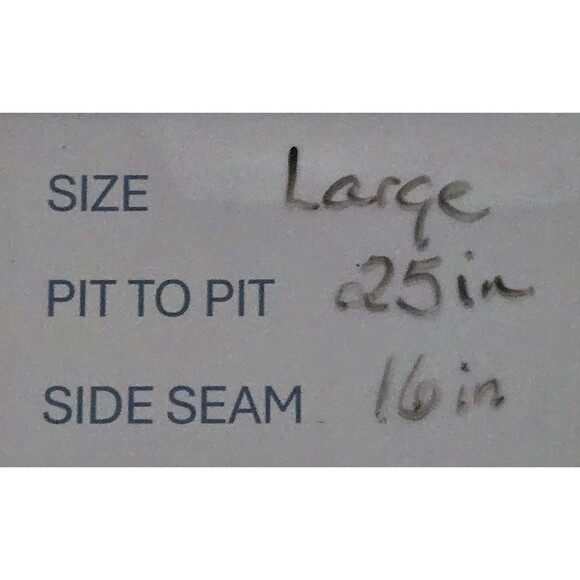 SIZE Large
PIT TO PIT 25in
SIDE SEAM 16in